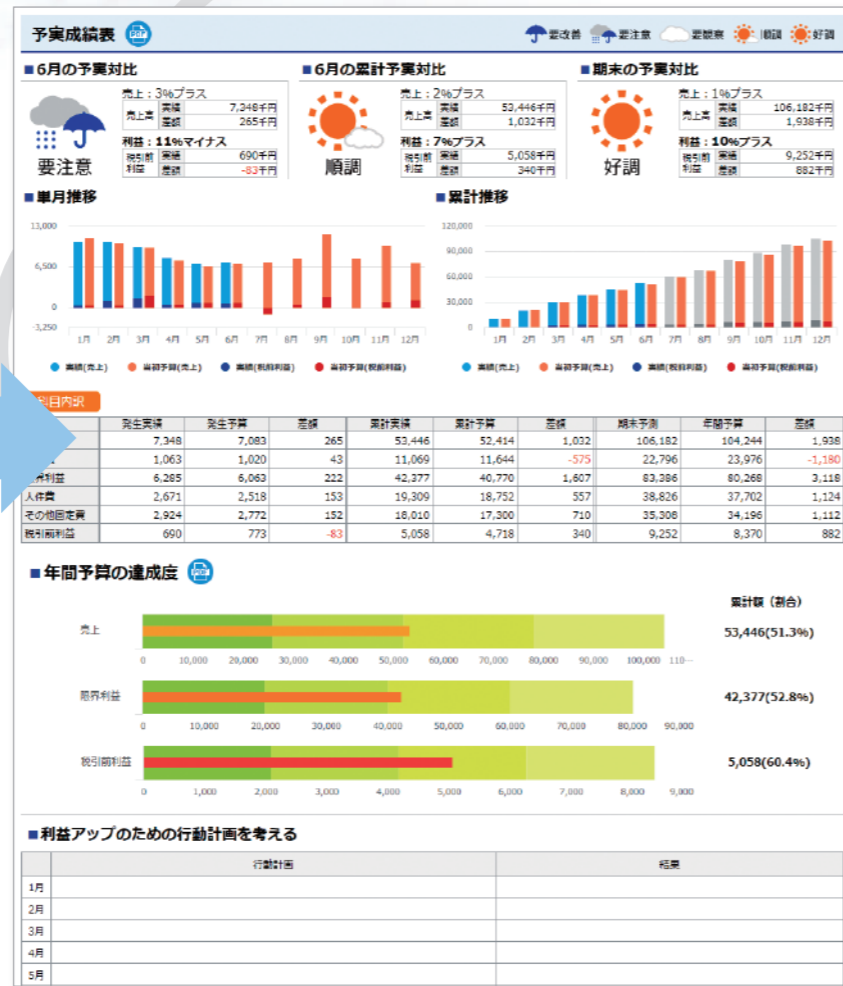 予実成績表 PDF 要改善 要注意 要観察 順調 好調
■6月の予実対比
要注意
売上：3%プラス
売上高 実績 7,348千円
差額 265千円
利益：11%マイナス
税引前利益 実績 690千円
差額 -83千円
■6月の累計予実対比
順調
売上：2%プラス
売上高 実績 53,446千円
差額 1,032千円
利益：7%プラス
税引前利益 実績 5,058千円
差額 340千円
■期末の予実対比
好調
売上：1%プラス
売上高 実績 106,182千円
差額 1,938千円
利益：10%プラス
税引前利益 実績 9,252千円
差額 882千円
■単月推移
13,000
6,500
0
-3,250
1月 2月 3月 4月 5月 6月 7月 8月 9月 10月 11月 12月
実績(売上) 当初予算(売上) 実績(税前利益) 当初予算(税前利益)
■累計推移
120,000
90,000
60,000
30,000
0
1月 2月 3月 4月 5月 6月 7月 8月 9月 10月 11月 12月
実績(売上) 当初予算(売上) 実績(税前利益) 当初予算(税前利益)
目内訳
発生実績 発生予算 差額 累計実績 累計予算 差額 期末予測 年間予算 差額
7,348 7,083 265 53,446 52,414 1,032 106,182 104,244 1,938
1,063 1,020 43 11,069 11,644 -575 22,796 23,976 -1,180
界利益 6,285 6,063 222 42,377 40,770 1,607 83,386 80,268 3,118
人件費 2,671 2,518 153 19,309 18,752 557 38,826 37,702 1,124
その他固定費 2,924 2,772 152 18,010 17,300 710 35,308 34,196 1,112
税引前利益 690 773 -83 5,058 4,718 340 9,252 8,370 882
■年間予算の達成度 PDF
累計額（割合）
売上 53,446(51.3%)
0 10,000 20,000 30,000 40,000 50,000 60,000 70,000 80,000 90,000 100,000 110…
限界利益 42,377(52.8%)
0 10,000 20,000 30,000 40,000 50,000 60,000 70,000 80,000 90,000
税引前利益 5,058(60.4%)
0 1,000 2,000 3,000 4,000 5,000 6,000 7,000 8,000 9,000
■利益アップのための行動計画を考える
行動計画 結果
1月
2月
3月
4月
5月